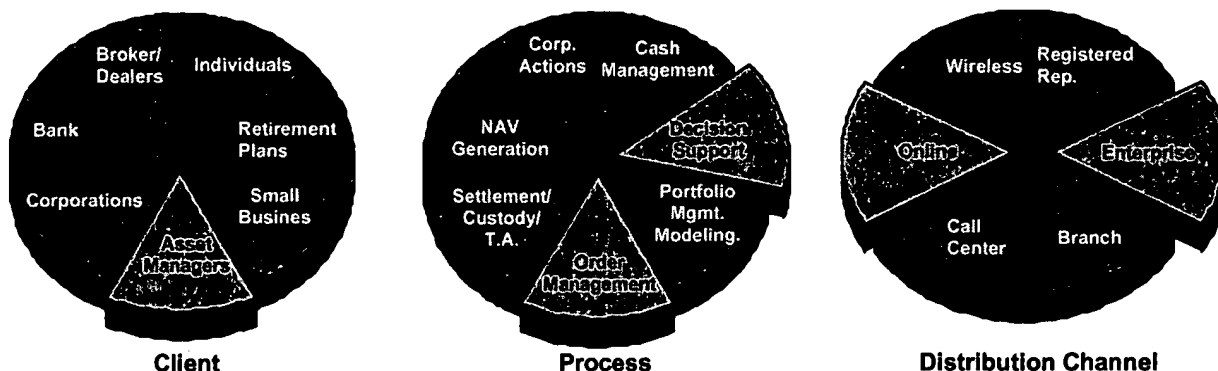 Broker/
Dealers
Individuals
Bank
Retirement
Plans
Corporations
Small
Busines
Asset
Managers
Client
Corp.
Actions
Cash
Management
NAV
Generation
Decision
Support
Settlement/
Custody/
T.A.
Portfolio
Mgmt.
Modeling.
Order
Management
Process
Wireless
Registered
Rep.
Online
Enterprise
Call
Center
Branch
Distribution Channel